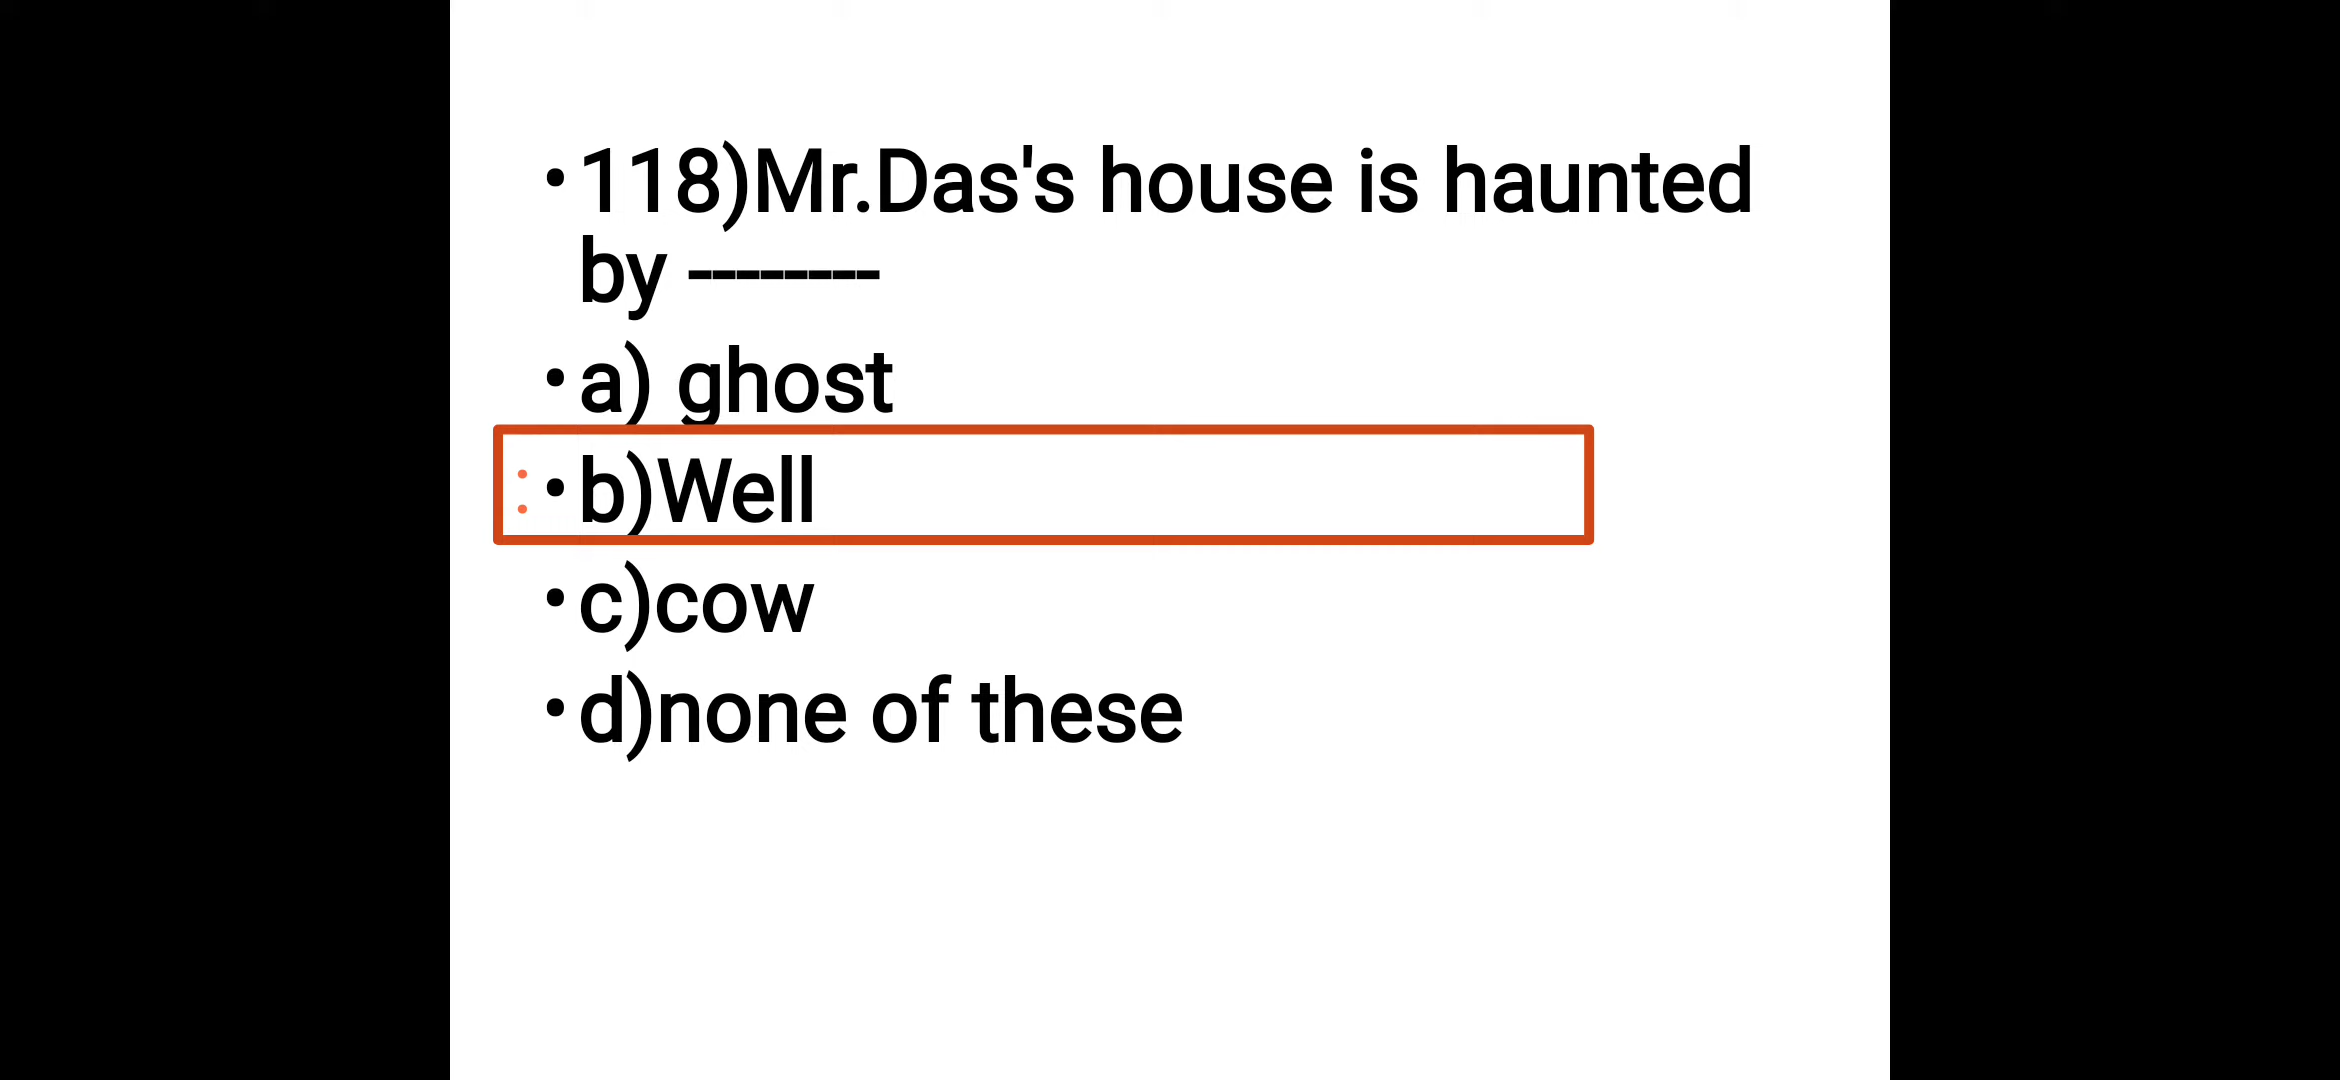 •118)Mr.Das's house is haunted
by --------
•a) ghost
•b)Well
•c)cow
•d)none of these